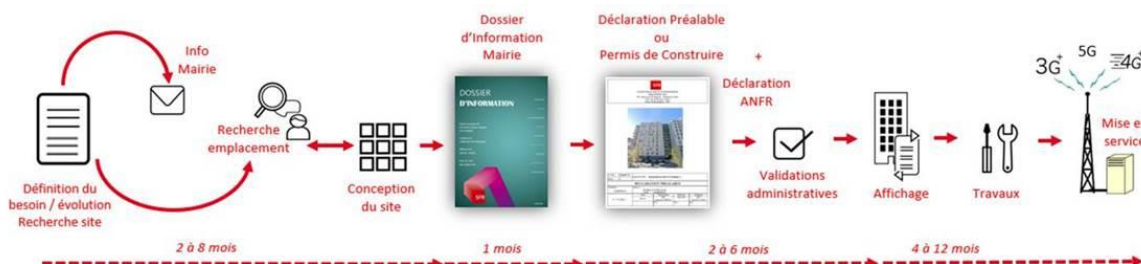 Info
Mairie
Définition du
besoin / évolution
Recherche site
Recherche
emplacement
Conception
du site
Dossier
d'Information
Mairie
DOSSIER
D'INFORMATION
SFR
Déclaration Préalable
ou
Permis de Construire
+
Déclaration
ANFR
Validations
administratives
Affichage
Travaux
3G+
5G
4G+
Mise e
service
2 à 8 mois
1 mois
2 à 6 mois
4 à 12 mois